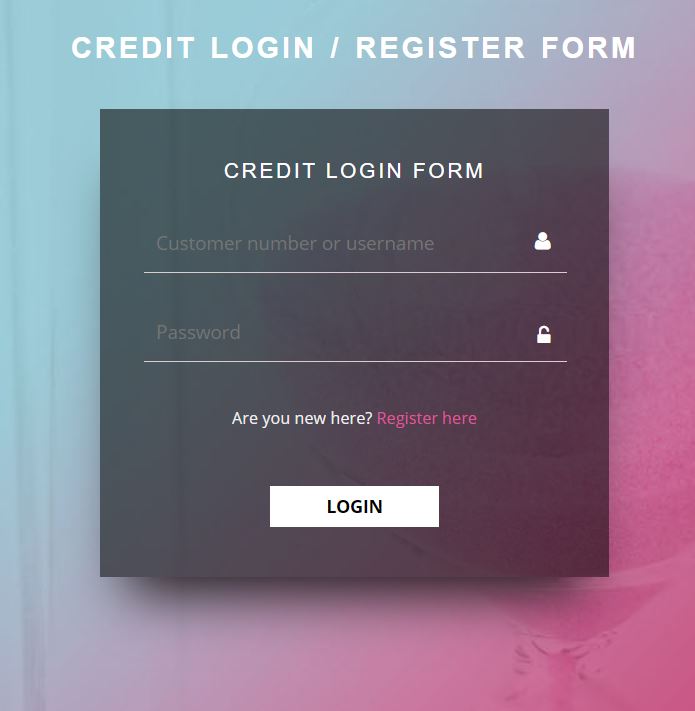 CREDIT LOGIN / REGISTER FORM
CREDIT LOGIN FORM
Customer number or username
Password
Are you new here? Register here
LOGIN